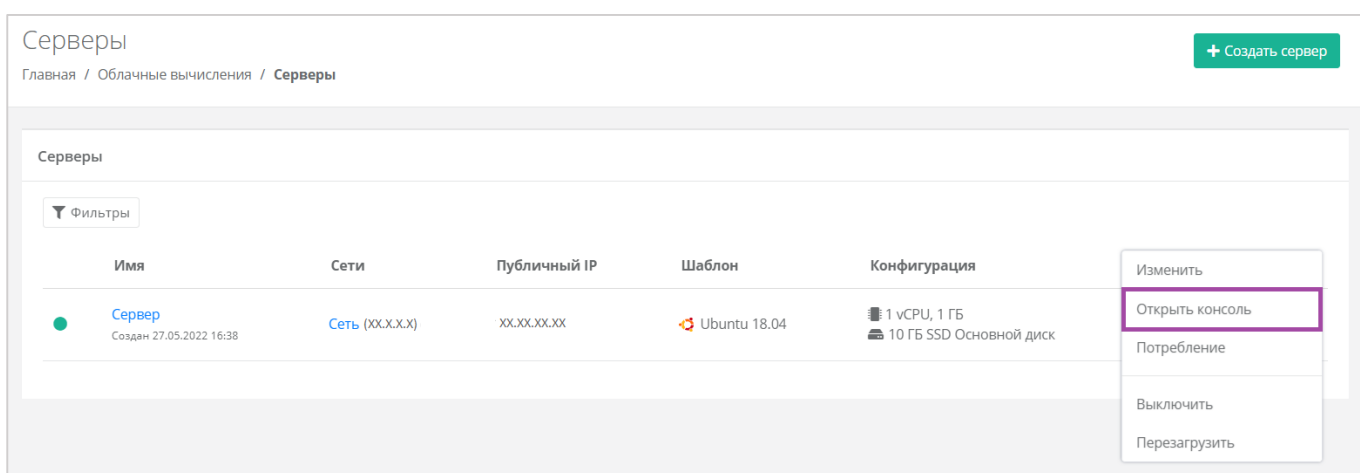 Серверы
+ Создать сервер
Главная / Облачные вычисления / Серверы
Серверы
Фильтры
Имя Сети Публичный IP Шаблон Конфигурация
Сервер Сеть (XX.X.X.X) XX.XX.XX.XX Ubuntu 18.04 1 vCPU, 1 ГБ
Создан 27.05.2022 16:38 10 ГБ SSD Основной диск
Изменить
Открыть консоль
Потребление
Выключить
Перезагрузить